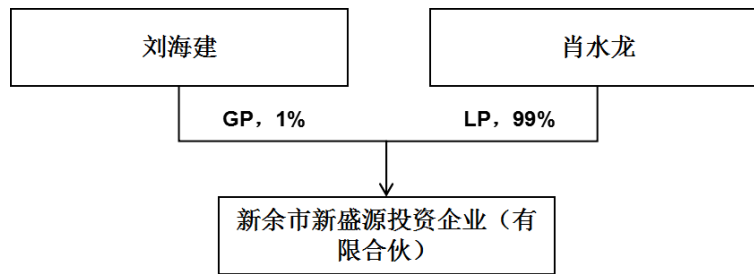 刘海建
肖水龙
GP，1%
LP，99%
新余市新盛源投资企业（有
限合伙）